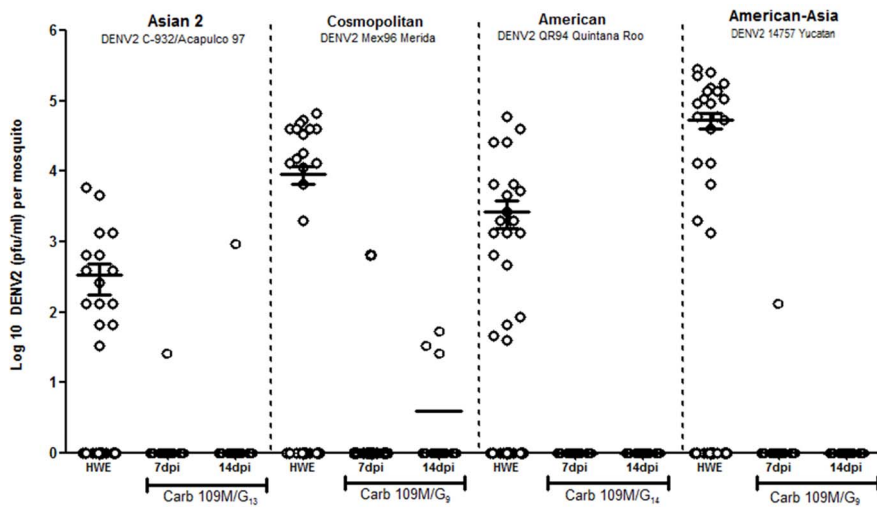 Asian 2
DENV2 C-932/Acapulco 97
Cosmopolitan
DENV2 Mex96 Merida
American
DENV2 QR94 Quintana Roo
American-Asia
DENV2 14757 Yucatan
Log 10 DENV2 (pfu/ml) per mosquito
6
5
4
3
2
1
0
HWE 7dpi 14dpi HWE 7dpi 14dpi HWE 7dpi 14dpi HWE 7dpi 14dpi
Carb 109M/G13 Carb 109M/G9 Carb 109M/G14 Carb 109M/G9